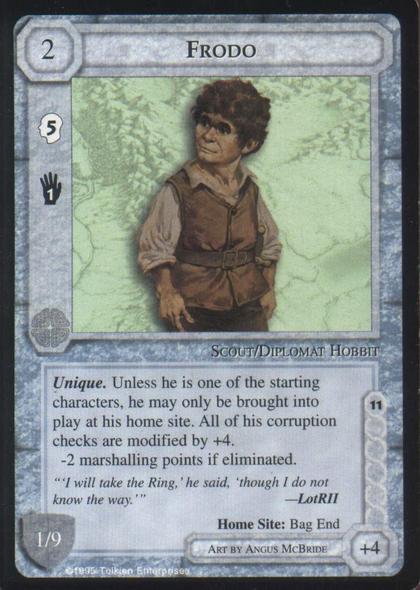 2
FRODO
5
1
SCOUT/DIPLOMAT HOBBIT
Unique. Unless he is one of the starting
characters, he may only be brought into
play at his home site. All of his corruption
checks are modified by +4.
-2 marshalling points if eliminated.
"'I will take the Ring,' he said, 'though I do not
know the way.'" —LotRII
11
Home Site: Bag End
1/9
ART BY ANGUS MCBRIDE
+4
©1995 Tolkien Enterprises